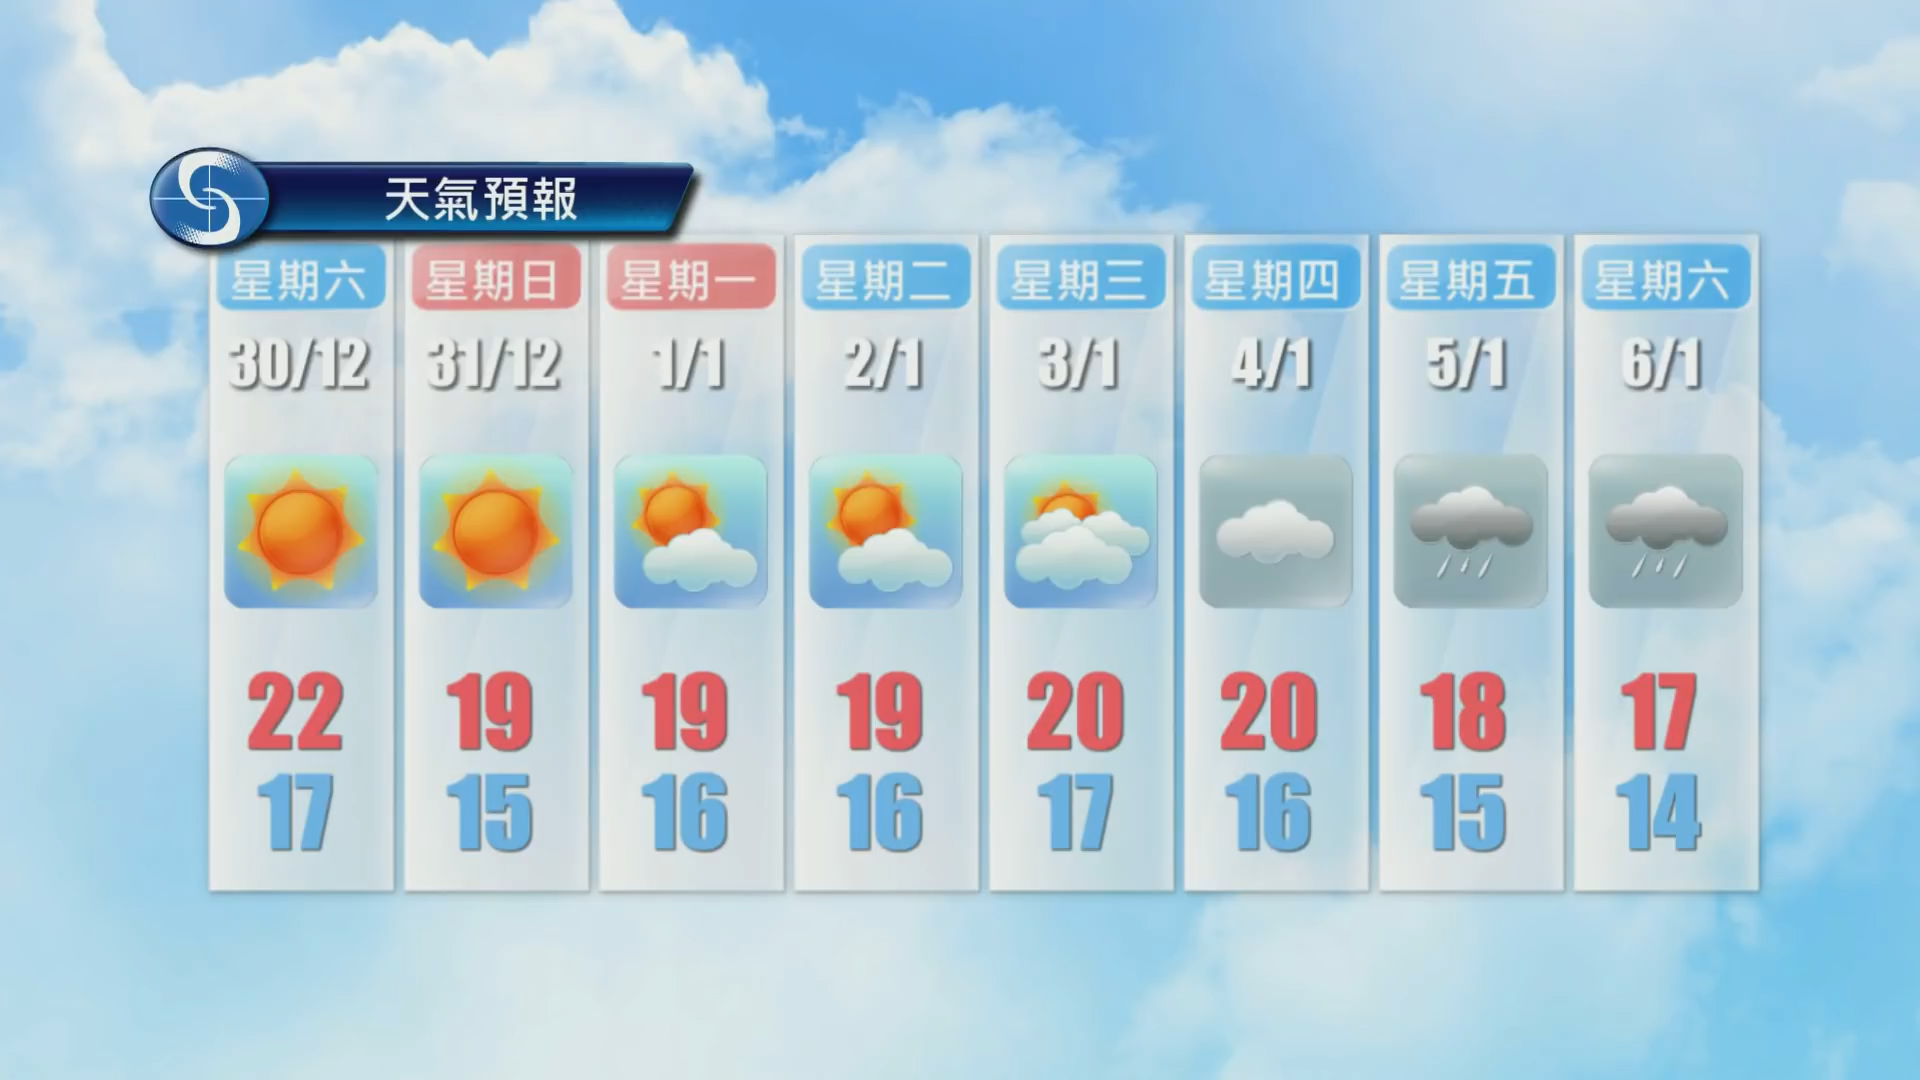 天氣預報
星期六 星期日 星期一 星期二 星期三 星期四 星期五 星期六
30/12 31/12 1/1 2/1 3/1 4/1 5/1 6/1
22 19 19 19 20 20 18 17
17 15 16 16 17 16 15 14